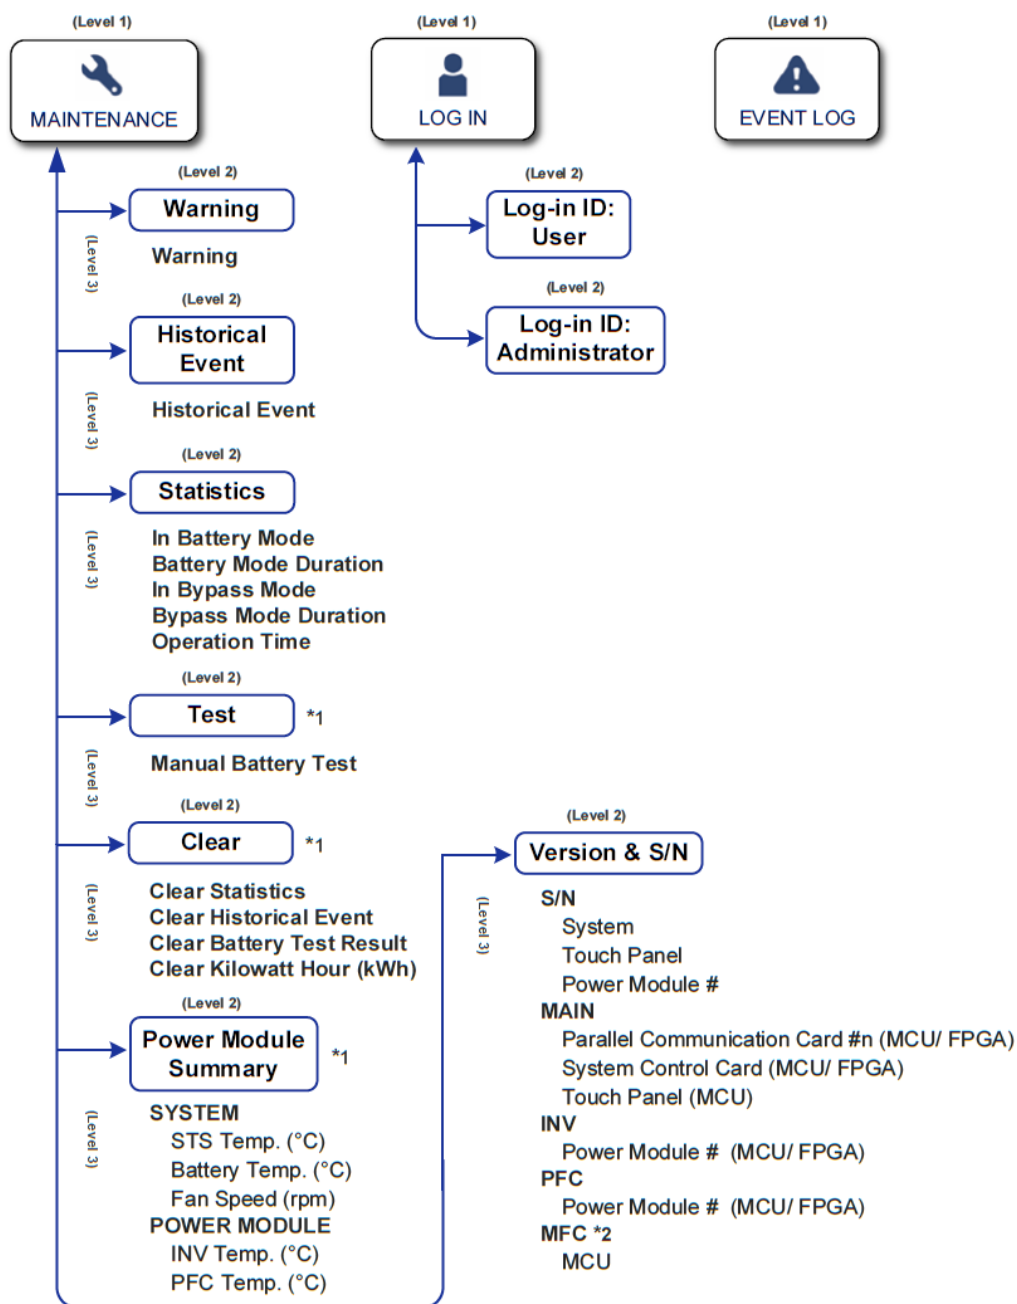 (Level 1)
MAINTENANCE
(Level 2)
Warning
(Level 3)
Warning
(Level 2)
Historical
Event
(Level 3)
Historical Event
(Level 2)
Statistics
(Level 3)
In Battery Mode
Battery Mode Duration
In Bypass Mode
Bypass Mode Duration
Operation Time
(Level 2)
Test *1
(Level 3)
Manual Battery Test
(Level 2)
Clear *1
(Level 3)
Clear Statistics
Clear Historical Event
Clear Battery Test Result
Clear Kilowatt Hour (kWh)
(Level 2)
Power Module
Summary *1
(Level 3)
SYSTEM
STS Temp. (°C)
Battery Temp. (°C)
Fan Speed (rpm)
POWER MODULE
INV Temp. (°C)
PFC Temp. (°C)
(Level 2)
Version & S/N
(Level 3)
S/N
System
Touch Panel
Power Module #
MAIN
Parallel Communication Card #n (MCU/ FPGA)
System Control Card (MCU/ FPGA)
Touch Panel (MCU)
INV
Power Module # (MCU/ FPGA)
PFC
Power Module # (MCU/ FPGA)
MFC *2
MCU
(Level 1)
LOG IN
(Level 2)
Log-in ID:
User
(Level 2)
Log-in ID:
Administrator
(Level 1)
EVENT LOG